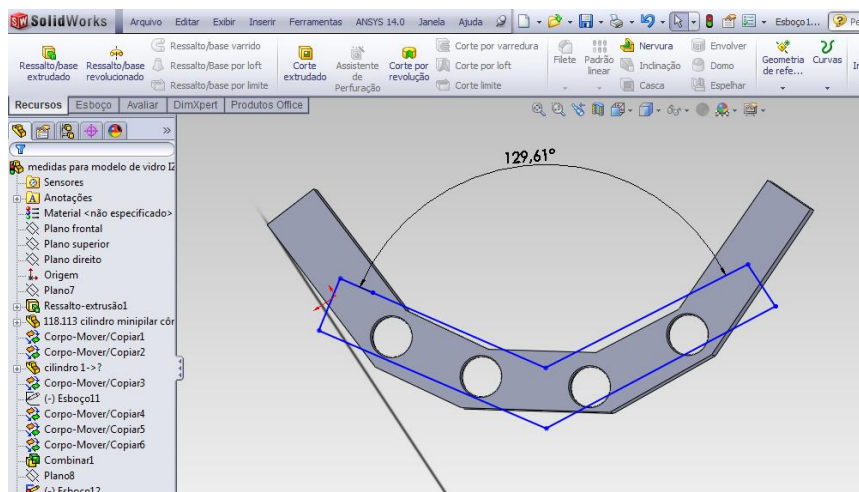 SolidWorks Arquivo Editar Exibir Inserir Ferramentas ANSYS 14.0 Janela Ajuda Esboço1...
Ressalto/base extrudado
Ressalto/base revolucionado
Ressalto/base varrido
Ressalto/base por loft
Ressalto/base por limite
Corte extrudado
Assistente de Perfuração
Corte por revolução
Corte por varredura
Corte por loft
Corte limite
Filete
Padrão linear
Nervura
Inclinação
Casca
Envolver
Domo
Espelhar
Geometria de refe...
Curvas
Recursos Esboço Avaliar DimXpert Produtos Office
medidas para modelo de vidro
Sensores
Anotações
Material <não especificado>
Plano frontal
Plano superior
Plano direito
Origem
Plano7
Ressalto-extrusão1
118.113 cilindro minipilar côn
Corpo-Mover/Copiar1
Corpo-Mover/Copiar2
cilindro 1->?
Corpo-Mover/Copiar3
(-) Esboço11
Corpo-Mover/Copiar4
Corpo-Mover/Copiar5
Corpo-Mover/Copiar6
Combinar1
Plano8
(-) Esboço12
129,61°